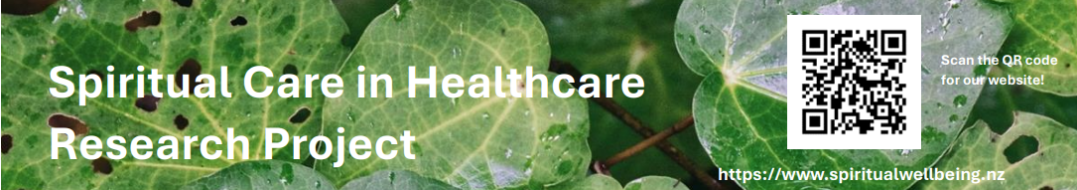 Spiritual Care in Healthcare
Research Project
Scan the QR code
for our website!
https://www.spiritualwellbeing.nz